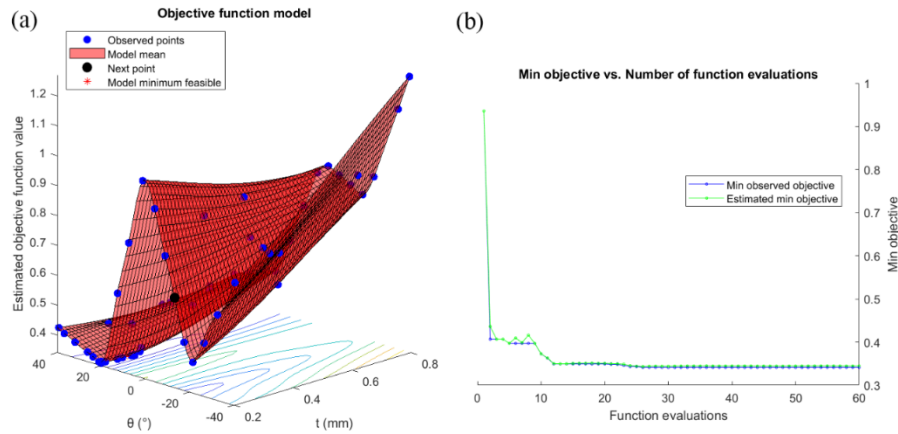 (a)
Objective function model
Observed points
Model mean
Next point
Model minimum feasible
Estimated objective function value
1.2
1.1
1
0.9
0.8
0.7
0.6
0.5
0.4
40
20
0
-20
-40
θ (°)
0.2
0.4
0.6
0.8
t (mm)
(b)
Min objective vs. Number of function evaluations
Min observed objective
Estimated min objective
1
0.9
0.8
0.7
0.6
0.5
0.4
0.3
Min objective
0
10
20
30
40
50
60
Function evaluations